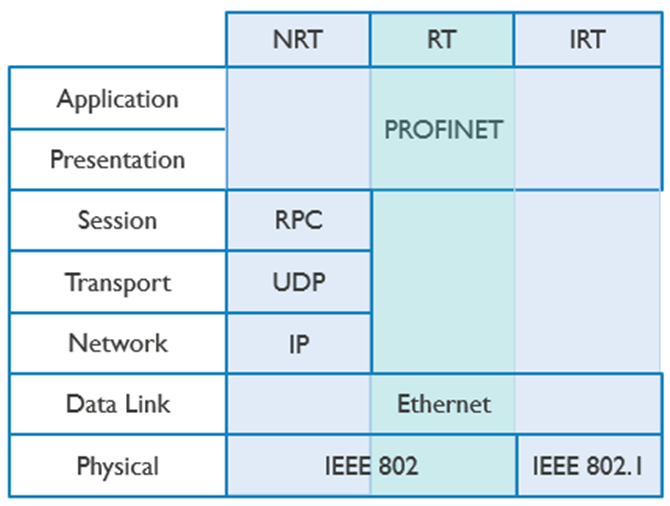 NRT RT IRT
Application
PROFINET
Presentation
Session RPC
Transport UDP
Network IP
Data Link Ethernet
Physical IEEE 802 IEEE 802.1